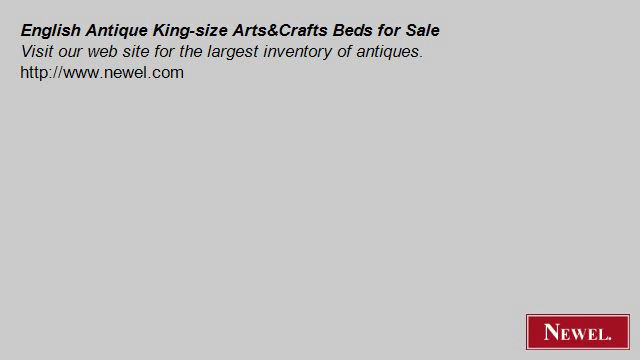 English Antique King-size Arts&Crafts Beds for Sale
Visit our web site for the largest inventory of antiques.
http://www.newel.com
NEWEL.